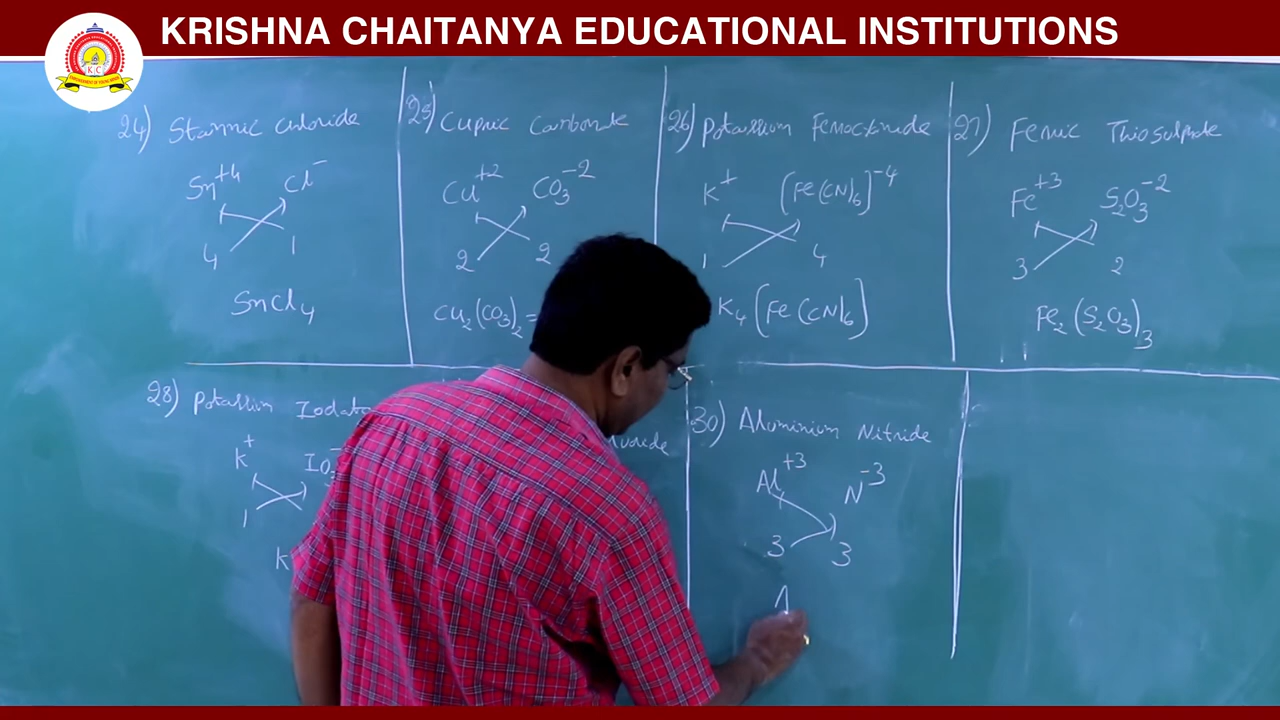 KRISHNA CHAITANYA EDUCATIONAL INSTITUTIONS
K C
24) Stannic chloride
Sn+4 Cl-
4 1
SnCl4
25) Cupric Carbonate
Cu+2 CO3-2
2 2
Cu2(CO3)2 =
26) Potassium Ferrocyanide
K+ [Fe(CN)6]-4
1 4
K4[Fe(CN)6]
27) Ferric Thiosulphate
Fe+3 S2O3-2
3 2
Fe2(S2O3)3
28) Potassium Iodat
K+ IO3-
1
K
uoride
30) Aluminium Nitride
Al+3 N-3
3 3
A